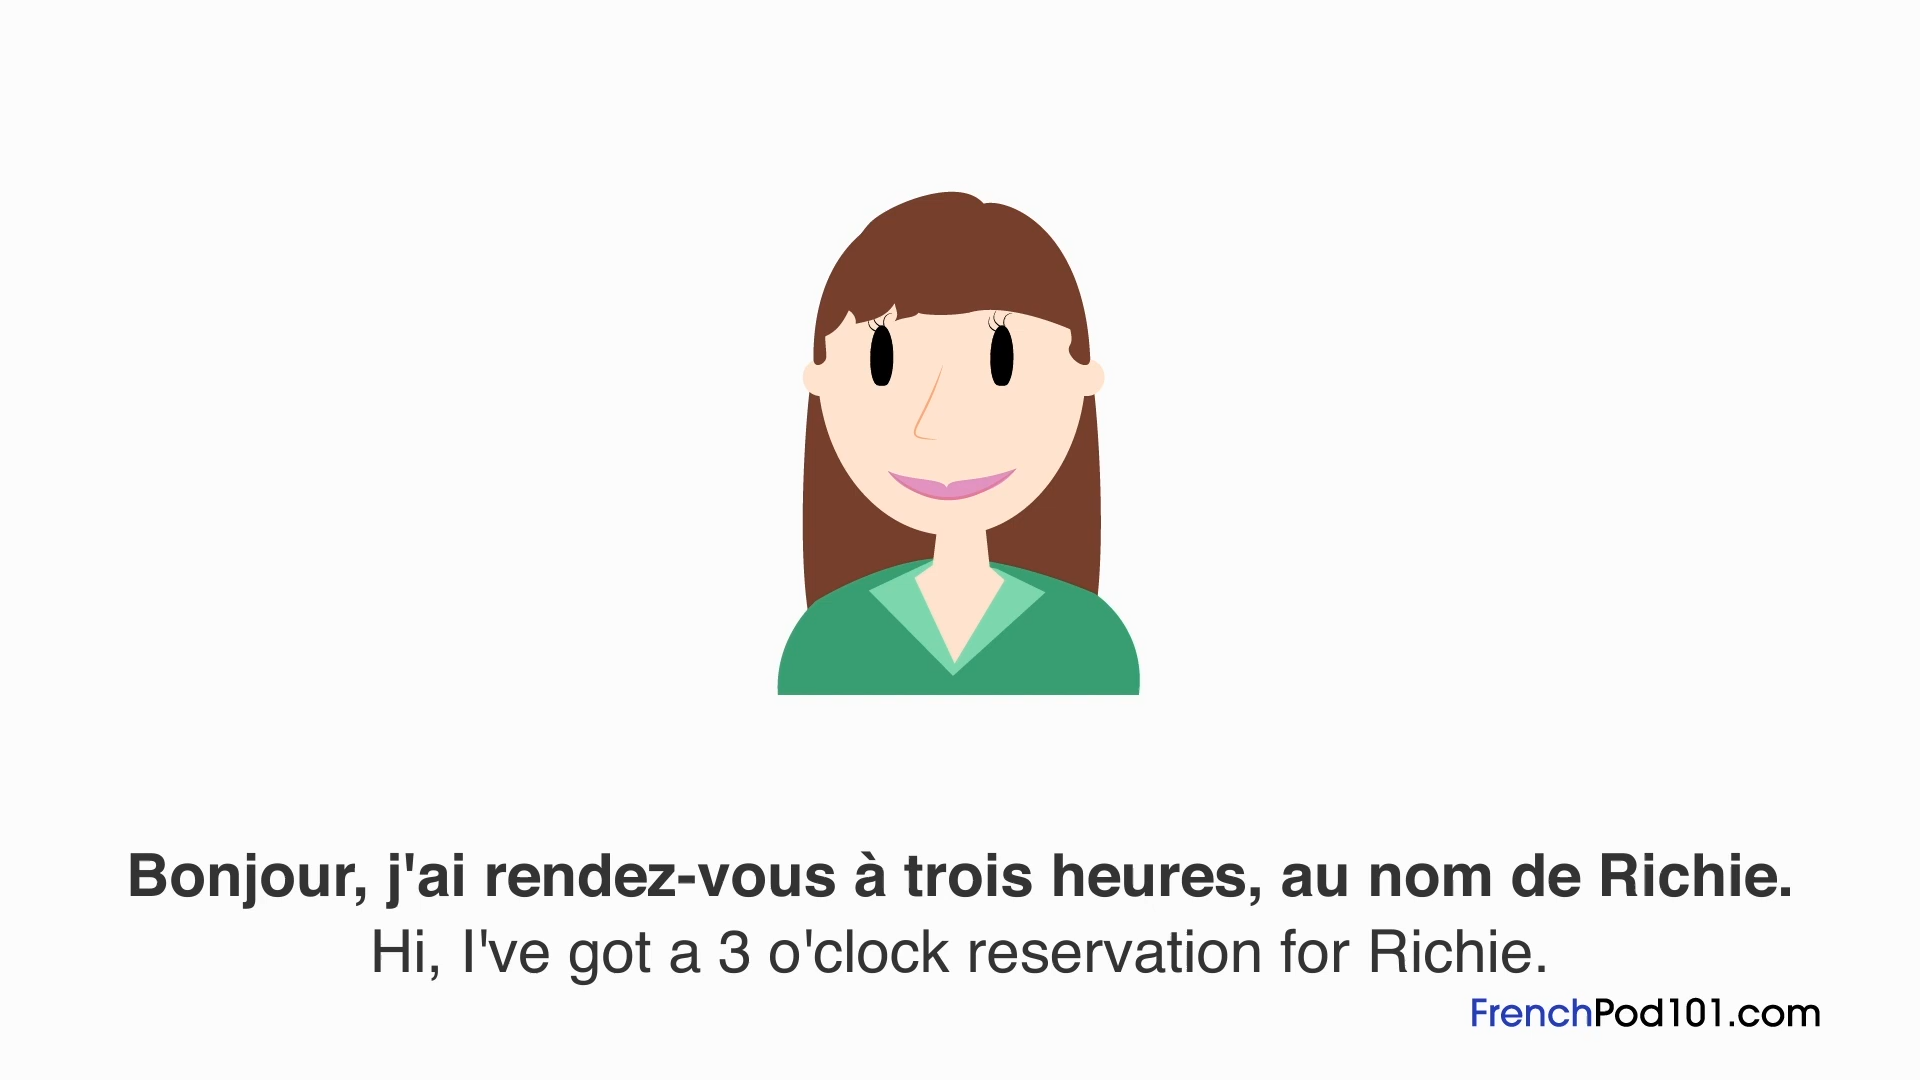 Bonjour, j'ai rendez-vous à trois heures, au nom de Richie.
Hi, I've got a 3 o'clock reservation for Richie.
FrenchPod101.com